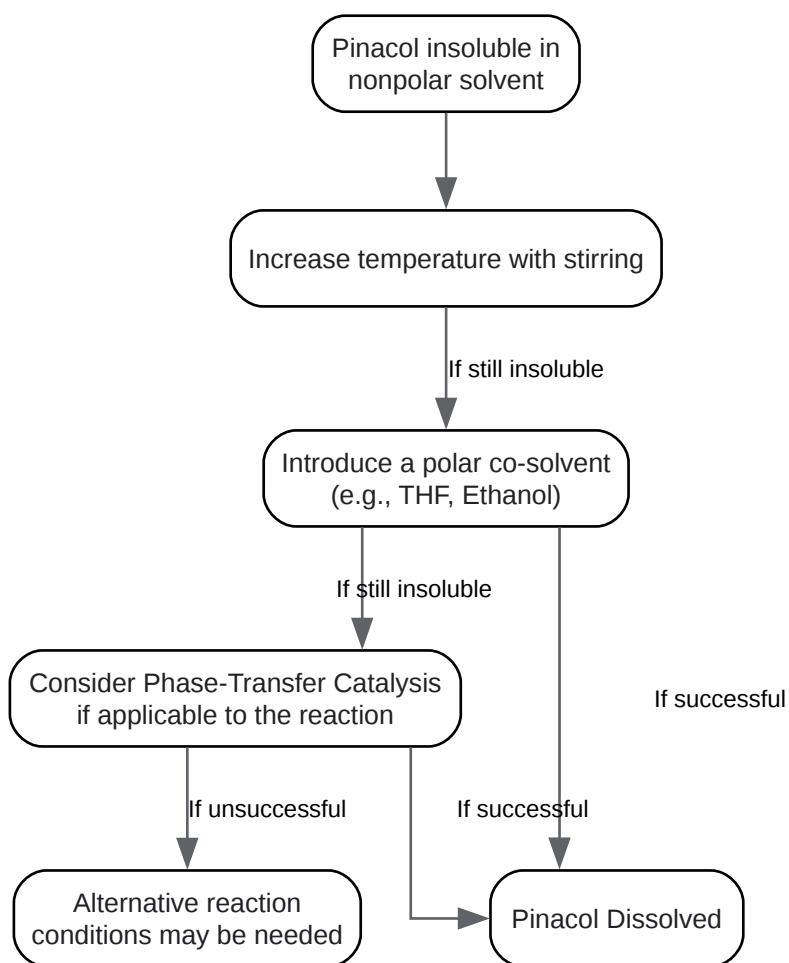 Pinacol insoluble in
nonpolar solvent
Increase temperature with stirring
If still insoluble
Introduce a polar co-solvent
(e.g., THF, Ethanol)
If still insoluble
Consider Phase-Transfer Catalysis
if applicable to the reaction
If successful
If unsuccessful
If successful
Alternative reaction
conditions may be needed
Pinacol Dissolved